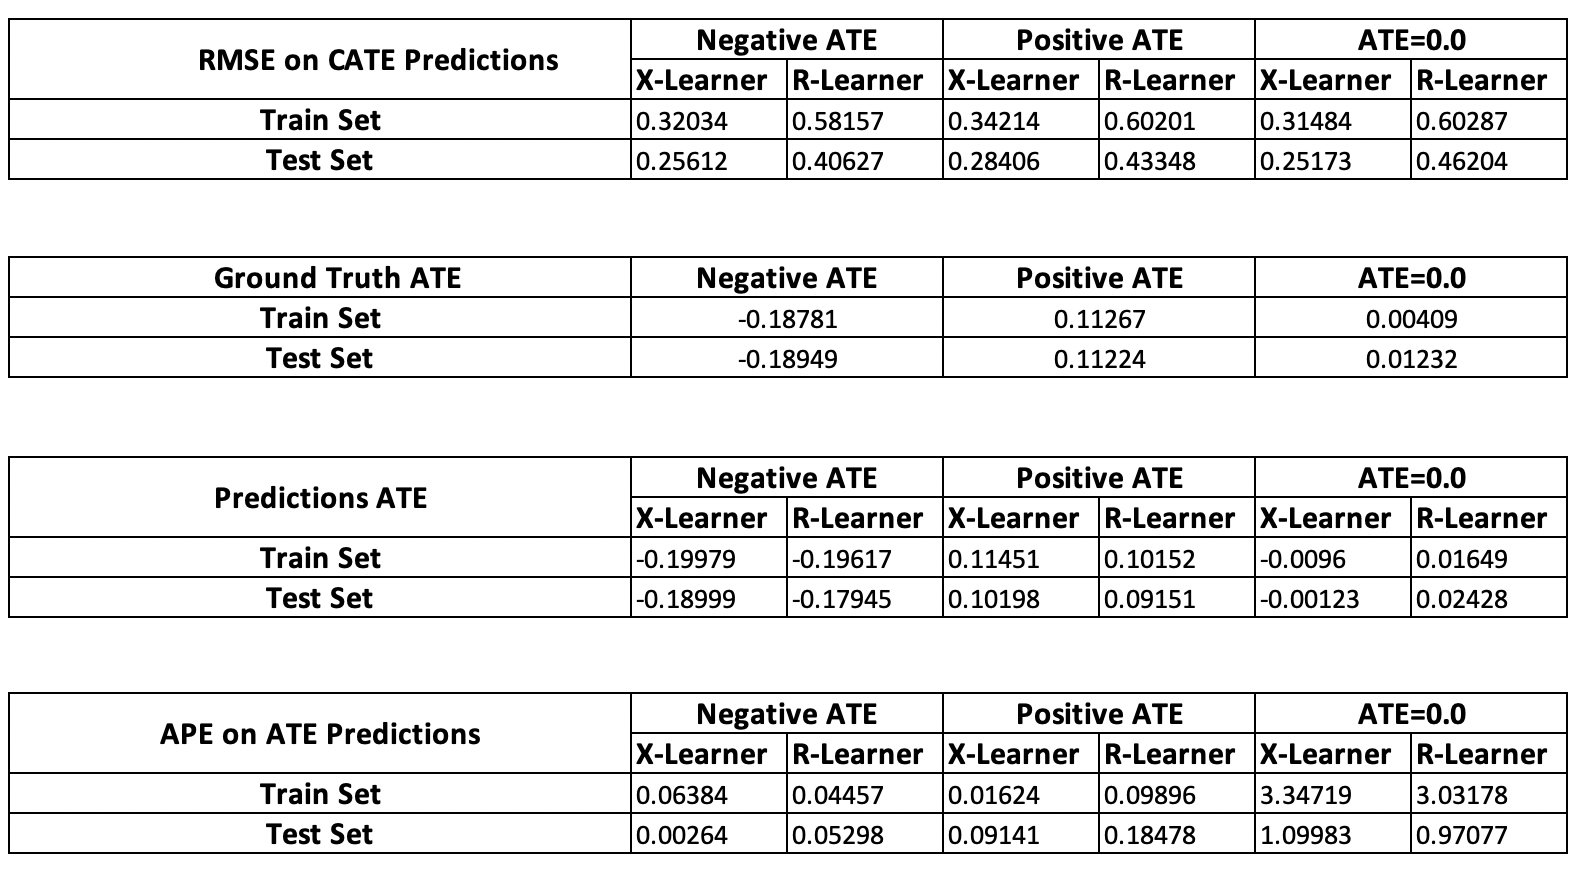 RMSE on CATE Predictions Negative ATE Positive ATE ATE=0.0
X-Learner R-Learner X-Learner R-Learner X-Learner R-Learner
Train Set 0.32034 0.58157 0.34214 0.60201 0.31484 0.60287
Test Set 0.25612 0.40627 0.28406 0.43348 0.25173 0.46204
Ground Truth ATE Negative ATE Positive ATE ATE=0.0
Train Set -0.18781 0.11267 0.00409
Test Set -0.18949 0.11224 0.01232
Predictions ATE Negative ATE Positive ATE ATE=0.0
X-Learner R-Learner X-Learner R-Learner X-Learner R-Learner
Train Set -0.19979 -0.19617 0.11451 0.10152 -0.0096 0.01649
Test Set -0.18999 -0.17945 0.10198 0.09151 -0.00123 0.02428
APE on ATE Predictions Negative ATE Positive ATE ATE=0.0
X-Learner R-Learner X-Learner R-Learner X-Learner R-Learner
Train Set 0.06384 0.04457 0.01624 0.09896 3.34719 3.03178
Test Set 0.00264 0.05298 0.09141 0.18478 1.09983 0.97077